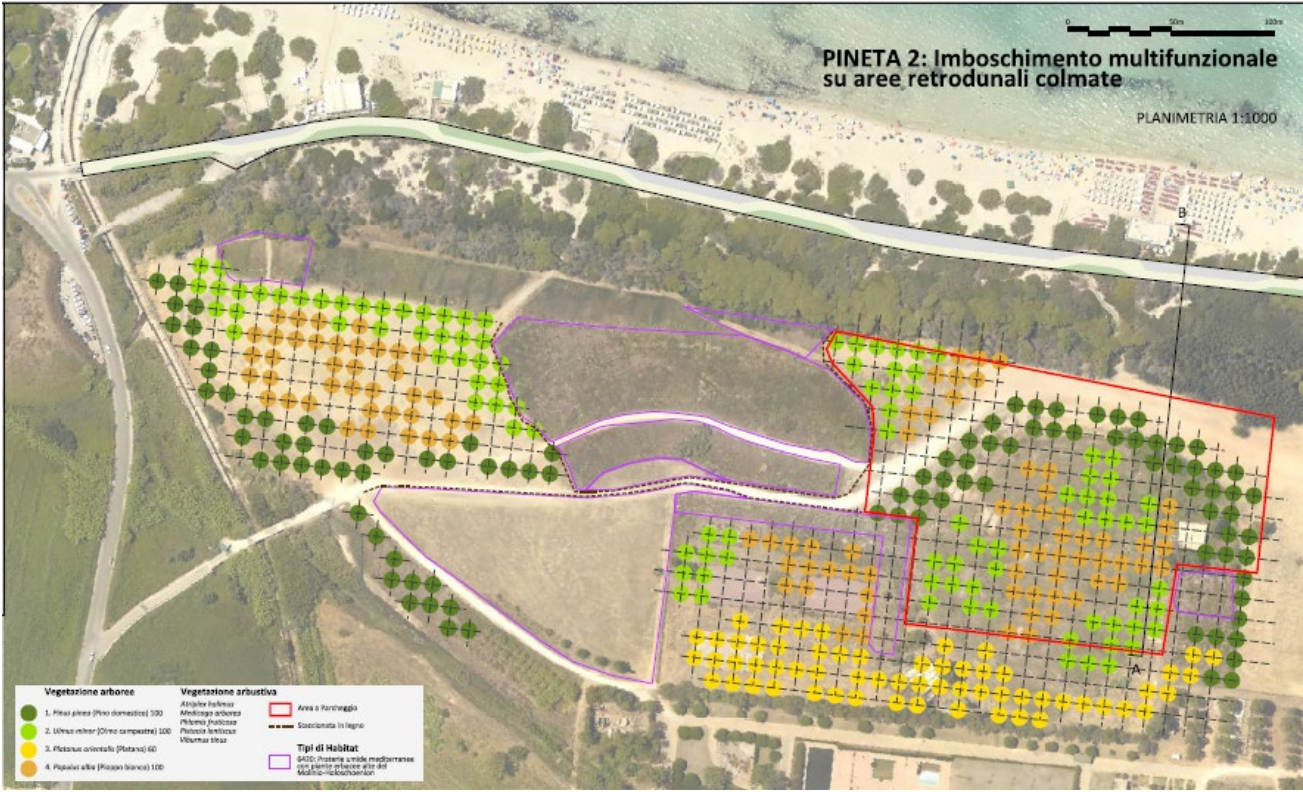 0 50m 100m
PINETA 2: Imboschimento multifunzionale
su aree retrodunali colmate
PLANIMETRIA 1:1000
B
A
Vegetazione arboree
1. Pinus pinea (Pino domestico) 100
2. Ulmus minor (Olmo campestre) 100
3. Platanus orientalis (Platano) 60
4. Populus alba (Pioppo bianco) 100
Vegetazione arbustiva
Atriplex halimus
Medicago arborea
Phlomis fruticosa
Pistacia lentiscus
Viburnus tinus
Area a Parcheggio
Staccionata in legno
Tipi di Habitat
6420: Praterie umide mediterranee
con piante erbacee alte del
Molinio-Holoschoenion